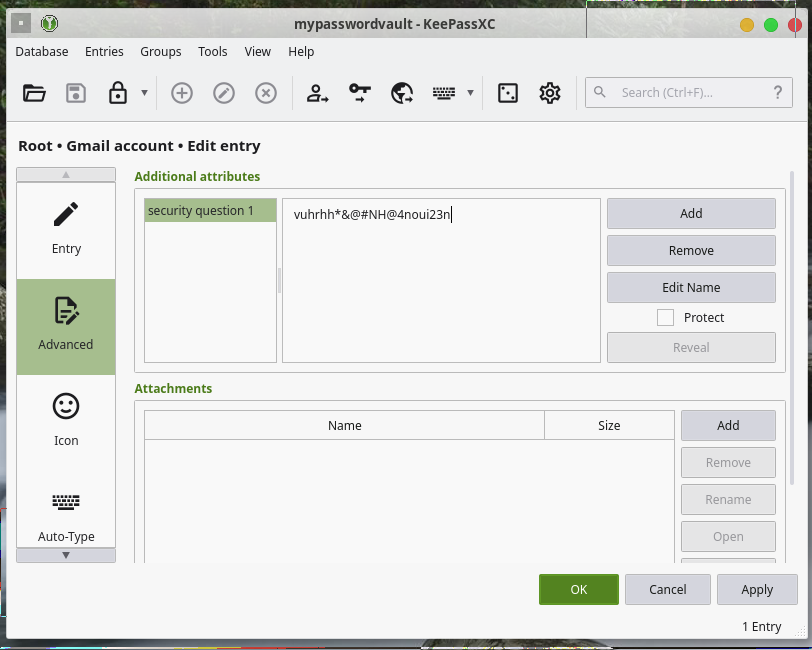 mypasswordvault - KeePassXC
Database Entries Groups Tools View Help
Search (Ctrl+F)... ?
Root • Gmail account • Edit entry
Entry
Advanced
Icon
Auto-Type
Additional attributes
security question 1
vuhrhh*&@#NH@4noui23n
Add
Remove
Edit Name
Protect
Reveal
Attachments
Name Size
Add
Remove
Rename
Open
OK Cancel Apply
1 Entry